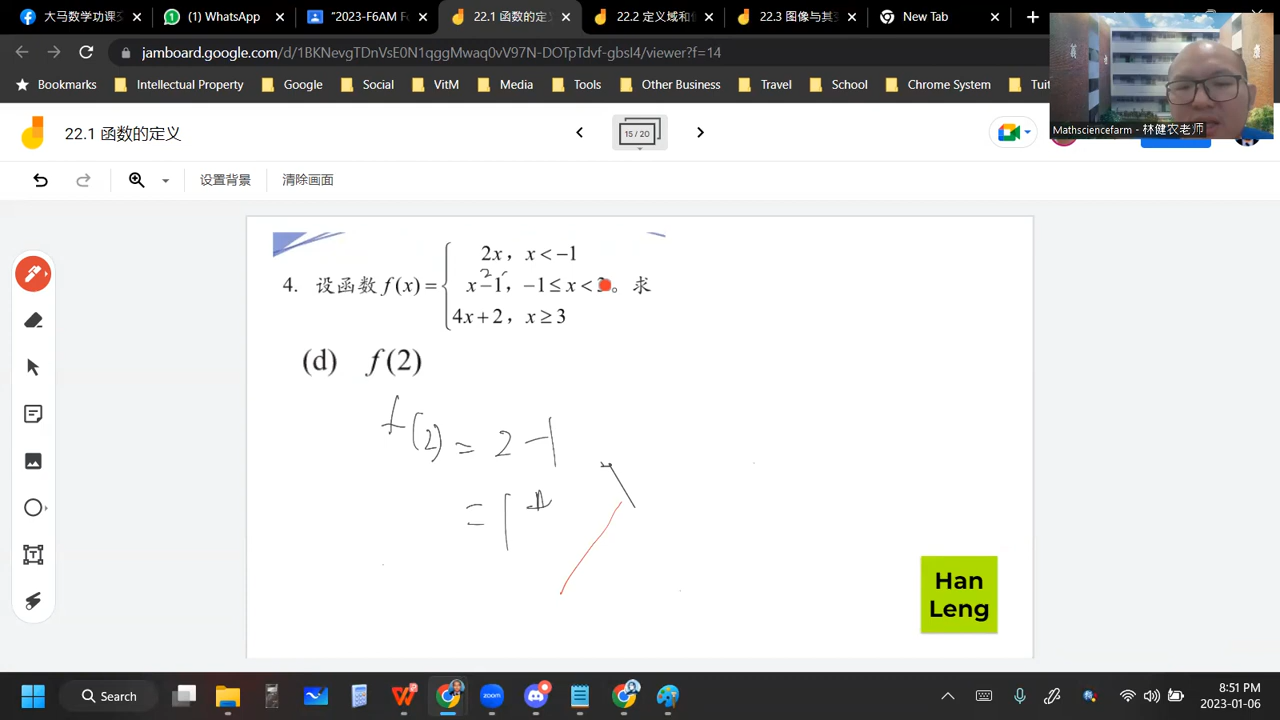 大马数学功课
(1) WhatsApp
"2023-F6AM F
22.1 函数的定
22.2 定义域和
22.3 图像与其
New Tab
jamboard.google.com/d/1BKNevgTDnVsE0N1qggMwaq0vV97N-DOTpTdvf-gbsl4/viewer?f=14
Bookmarks
Intellectual Property
Google
Social
UTM
Media
Tools
Other Business
Travel
School
Chrome System
Tui
Mathsciencefarm - 林健农老师
22.1 函数的定义
15 / 20
设置背景
清除画面
2x, x < −1
4. 设函数 f(x) = x −1, −1 ≤ x < 。求
2
4x + 2, x ≥ 3
(d) f(2)
f(2) = 2 − 1
= 1
Han
Leng
Search
zoom
8:51 PM
2023-01-06